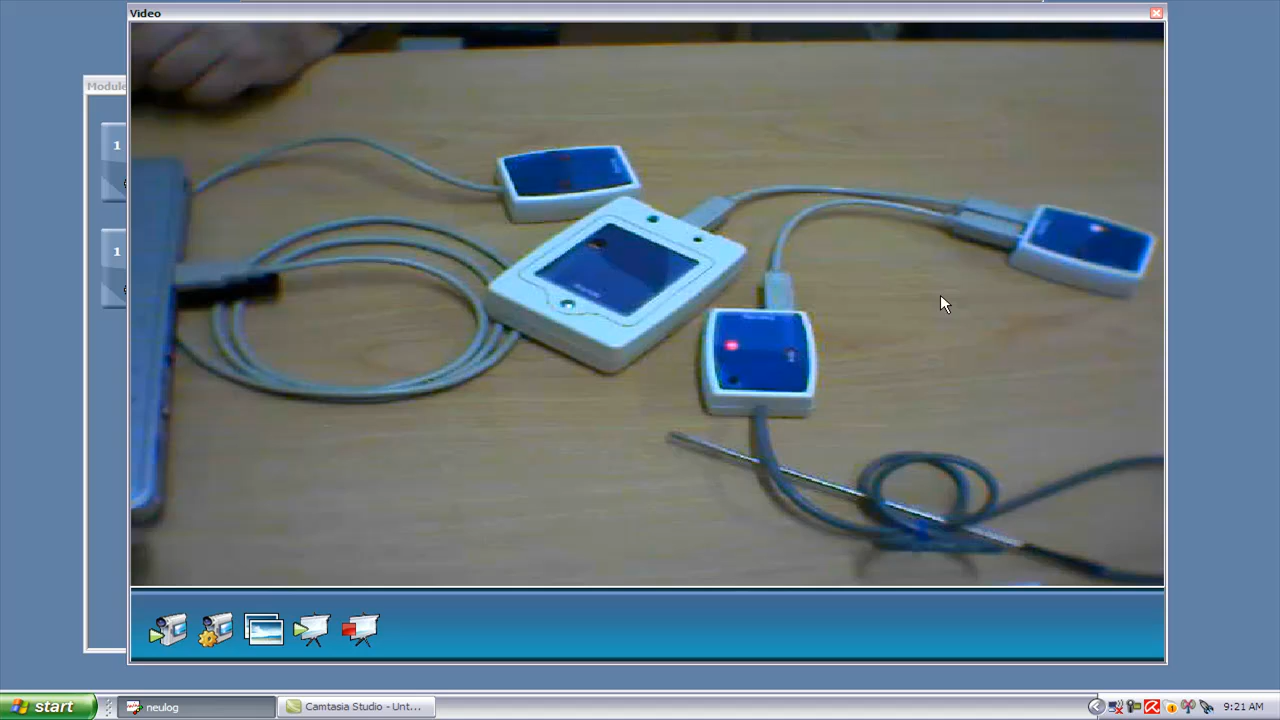 Video
Module
1
1
start
neulog
Camtasia Studio - Unt...
9:21 AM